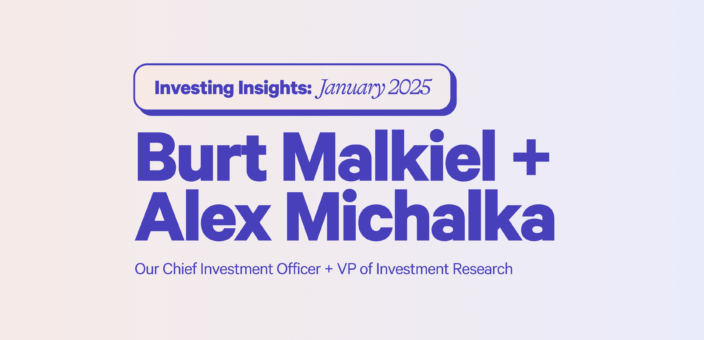 Investing Insights: January 2025
Burt Malkiel +
Alex Michalka
Our Chief Investment Officer + VP of Investment Research